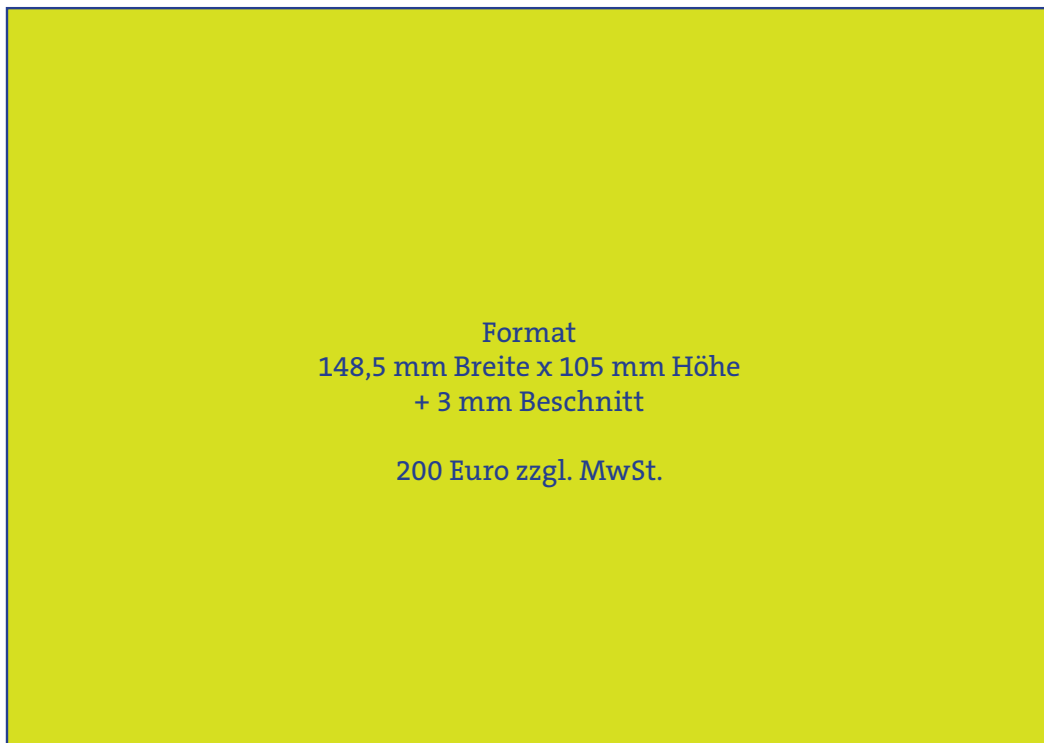 Format
148,5 mm Breite x 105 mm Höhe
+ 3 mm Beschnitt
200 Euro zzgl. MwSt.